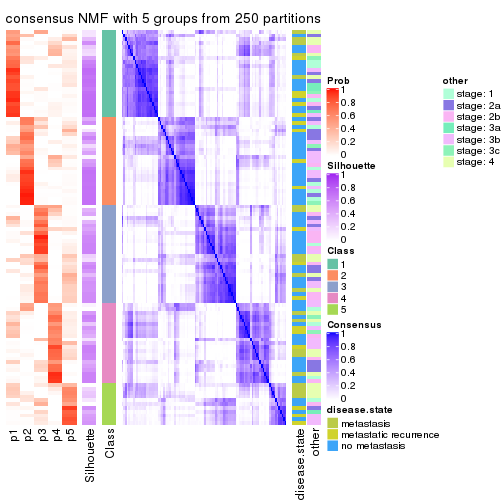 consensus NMF with 5 groups from 250 partitions
p1
p2
p3
p4
p5
Silhouette
Class
disease.state
other
Prob
1
0.8
0.6
0.4
0.2
0
Silhouette
1
0.8
0.6
0.4
0.2
0
Class
1
2
3
4
5
Consensus
1
0.8
0.6
0.4
0.2
0
disease.state
metastasis
metastatic recurrence
no metastasis
other
stage: 1
stage: 2a
stage: 2b
stage: 3a
stage: 3b
stage: 3c
stage: 4